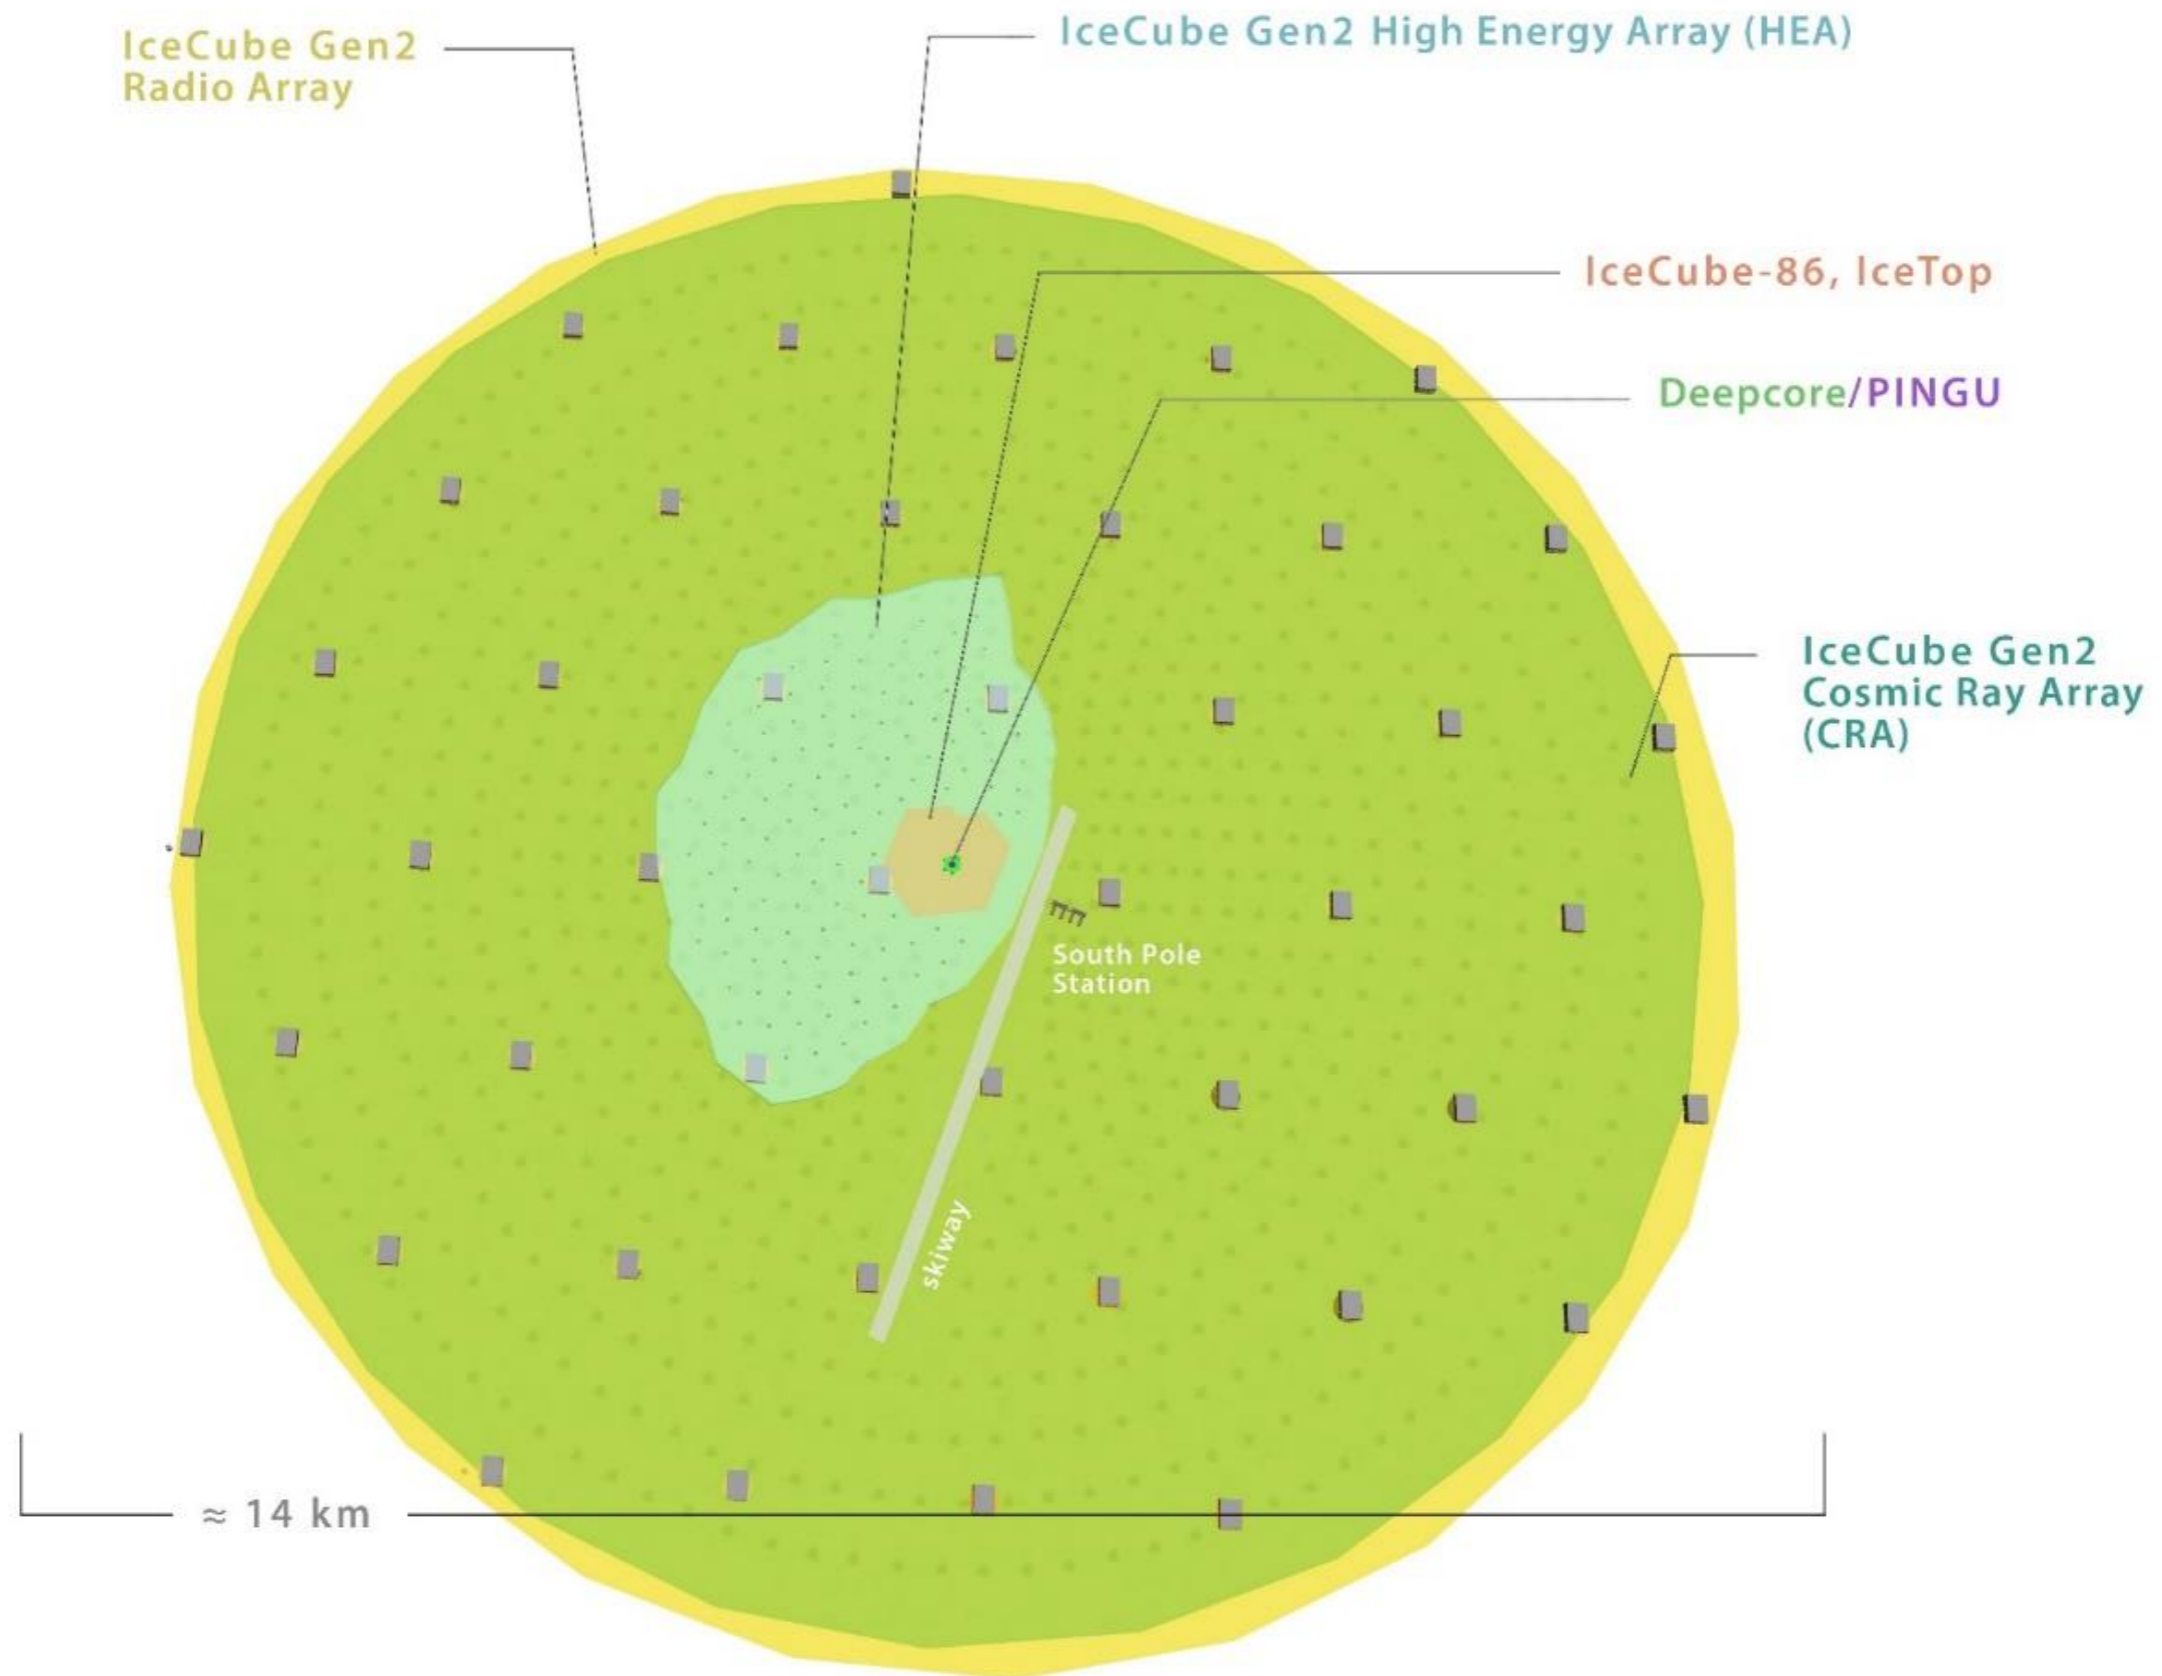 IceCube Gen2
Radio Array
IceCube Gen2 High Energy Array (HEA)
IceCube-86, IceTop
Deepcore/PINGU
IceCube Gen2
Cosmic Ray Array
(CRA)
South Pole
Station
skiway
≈ 14 km